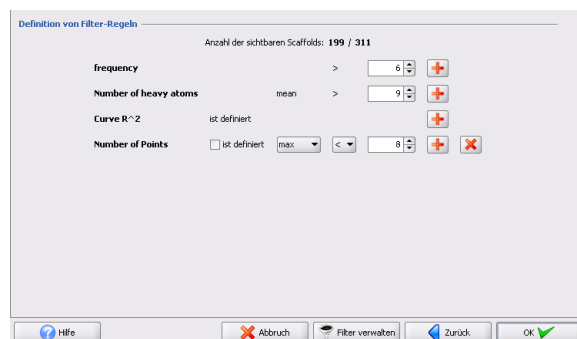 Definition von Filter-Regeln
Anzahl der sichtbaren Scaffolds: 199 / 311
frequency > 6
Number of heavy atoms mean > 9
Curve R^2 ist definiert
Number of Points ist definiert max < 8
Hilfe Abbruch Filter verwalten Zurück OK